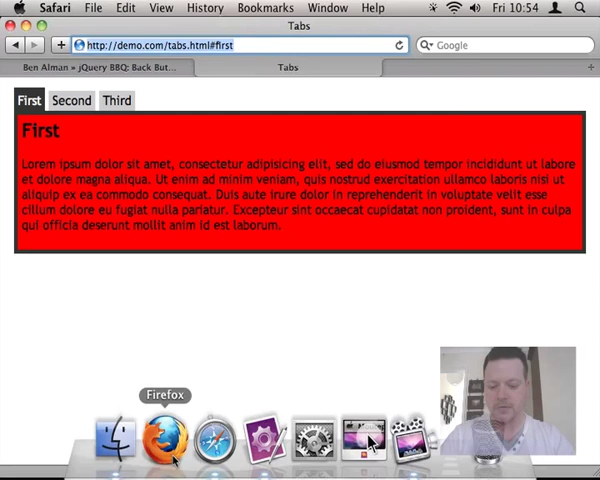 Safari File Edit View History Bookmarks Window Help Fri 10:54
Tabs
http://demo.com/tabs.html#first
Google
Ben Alman » jQuery BBQ: Back But... Tabs
First Second Third
First
Lorem ipsum dolor sit amet, consectetur adipisicing elit, sed do eiusmod tempor incididunt ut labore
et dolore magna aliqua. Ut enim ad minim veniam, quis nostrud exercitation ullamco laboris nisi ut
aliquip ex ea commodo consequat. Duis aute irure dolor in reprehenderit in voluptate velit esse
cillum dolore eu fugiat nulla pariatur. Excepteur sint occaecat cupidatat non proident, sunt in culpa
qui officia deserunt mollit anim id est laborum.
Firefox